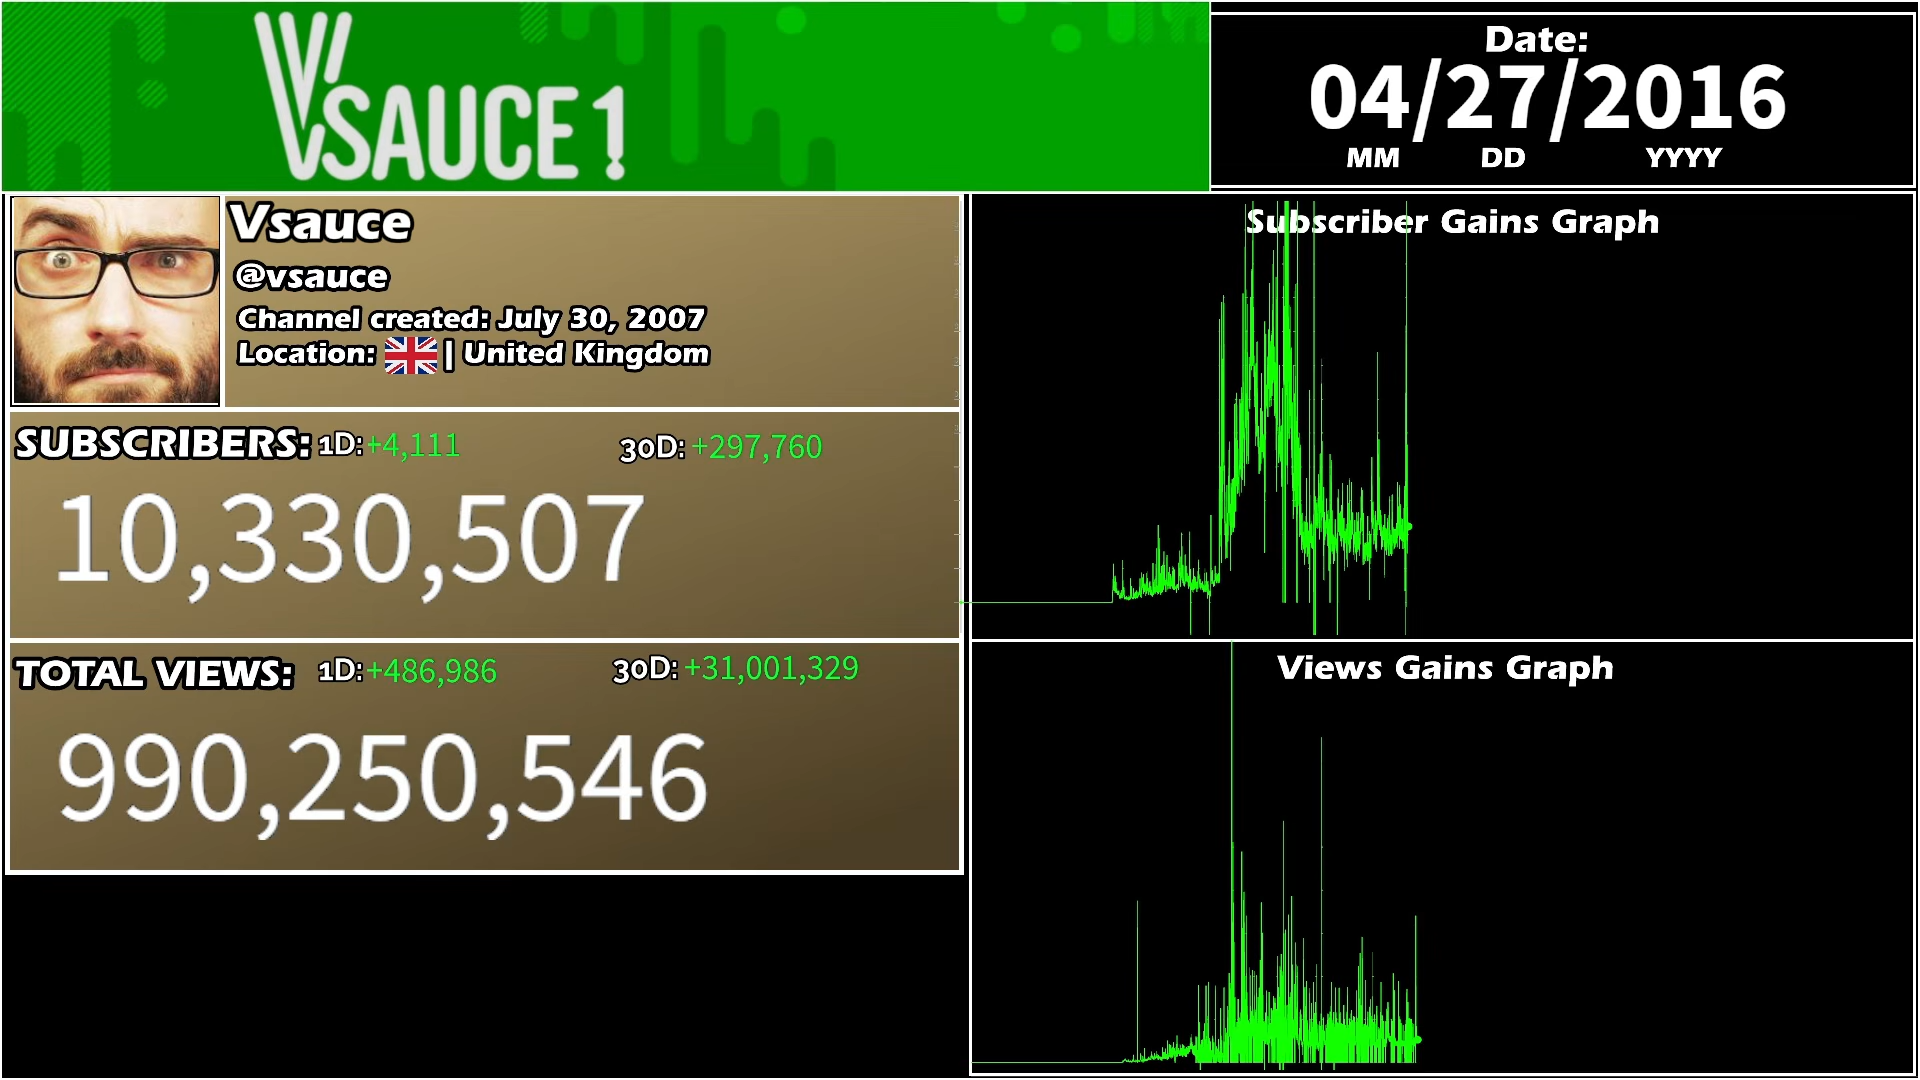 VSAUCE1
Date:
04/27/2016
MM DD YYYY
Vsauce
@vsauce
Channel created: July 30, 2007
Location: | United Kingdom
SUBSCRIBERS: 1D:+4,111 30D:+297,760
10,330,507
TOTAL VIEWS: 1D:+486,986 30D:+31,001,329
990,250,546
Subscriber Gains Graph
Views Gains Graph